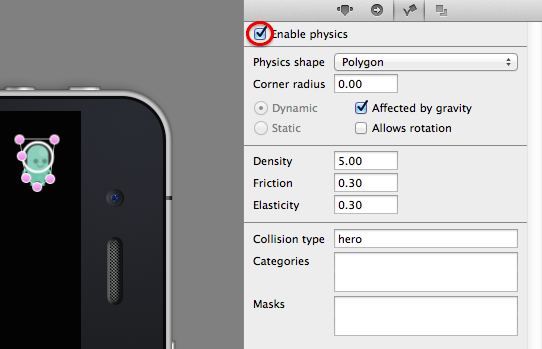 Enable physics
Physics shape Polygon
Corner radius 0.00
Dynamic Affected by gravity
Static Allows rotation
Density 5.00
Friction 0.30
Elasticity 0.30
Collision type hero
Categories
Masks